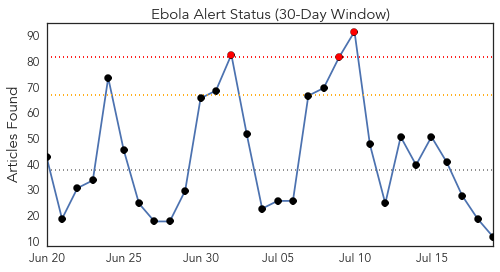 Ebola Alert Status (30-Day Window)
Articles Found
90
80
70
60
50
40
30
20
10
Jun 20
Jun 25
Jun 30
Jul 05
Jul 10
Jul 15